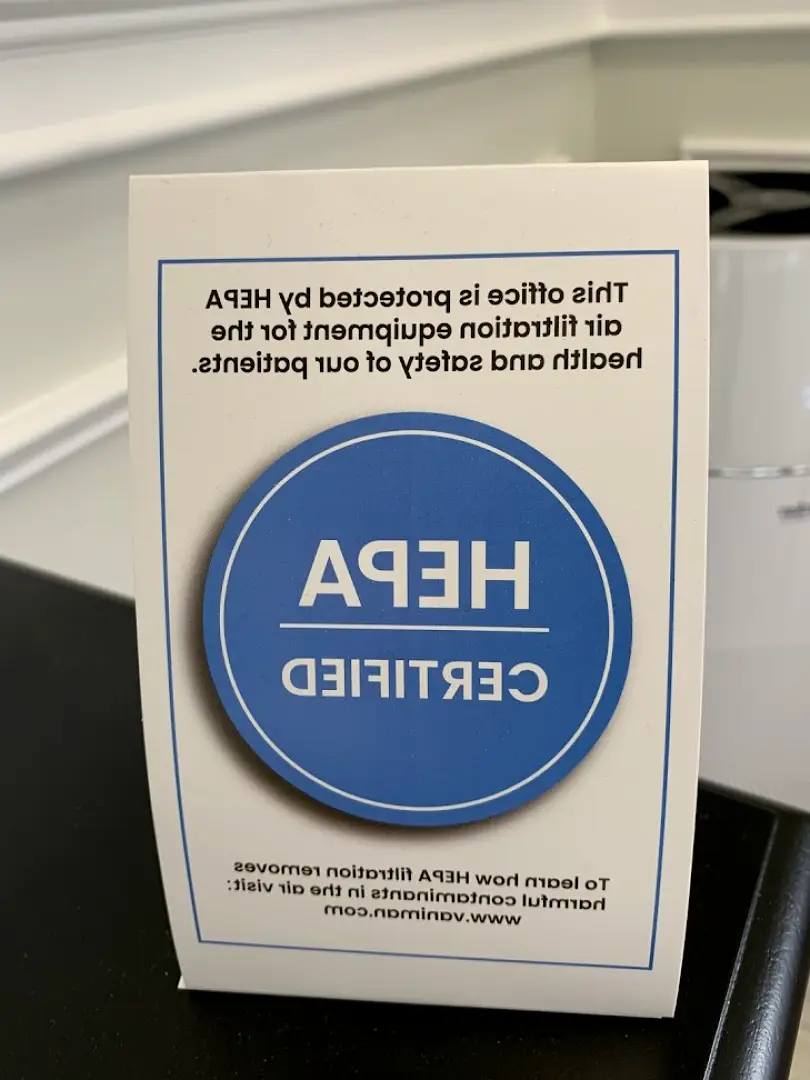 This office is protected by HEPA
air filtration equipment for the
health and safety of our patients.
HEPA
CERTIFIED
To learn how HEPA filtration removes
harmful contaminants in the air visit:
www.vaniman.com